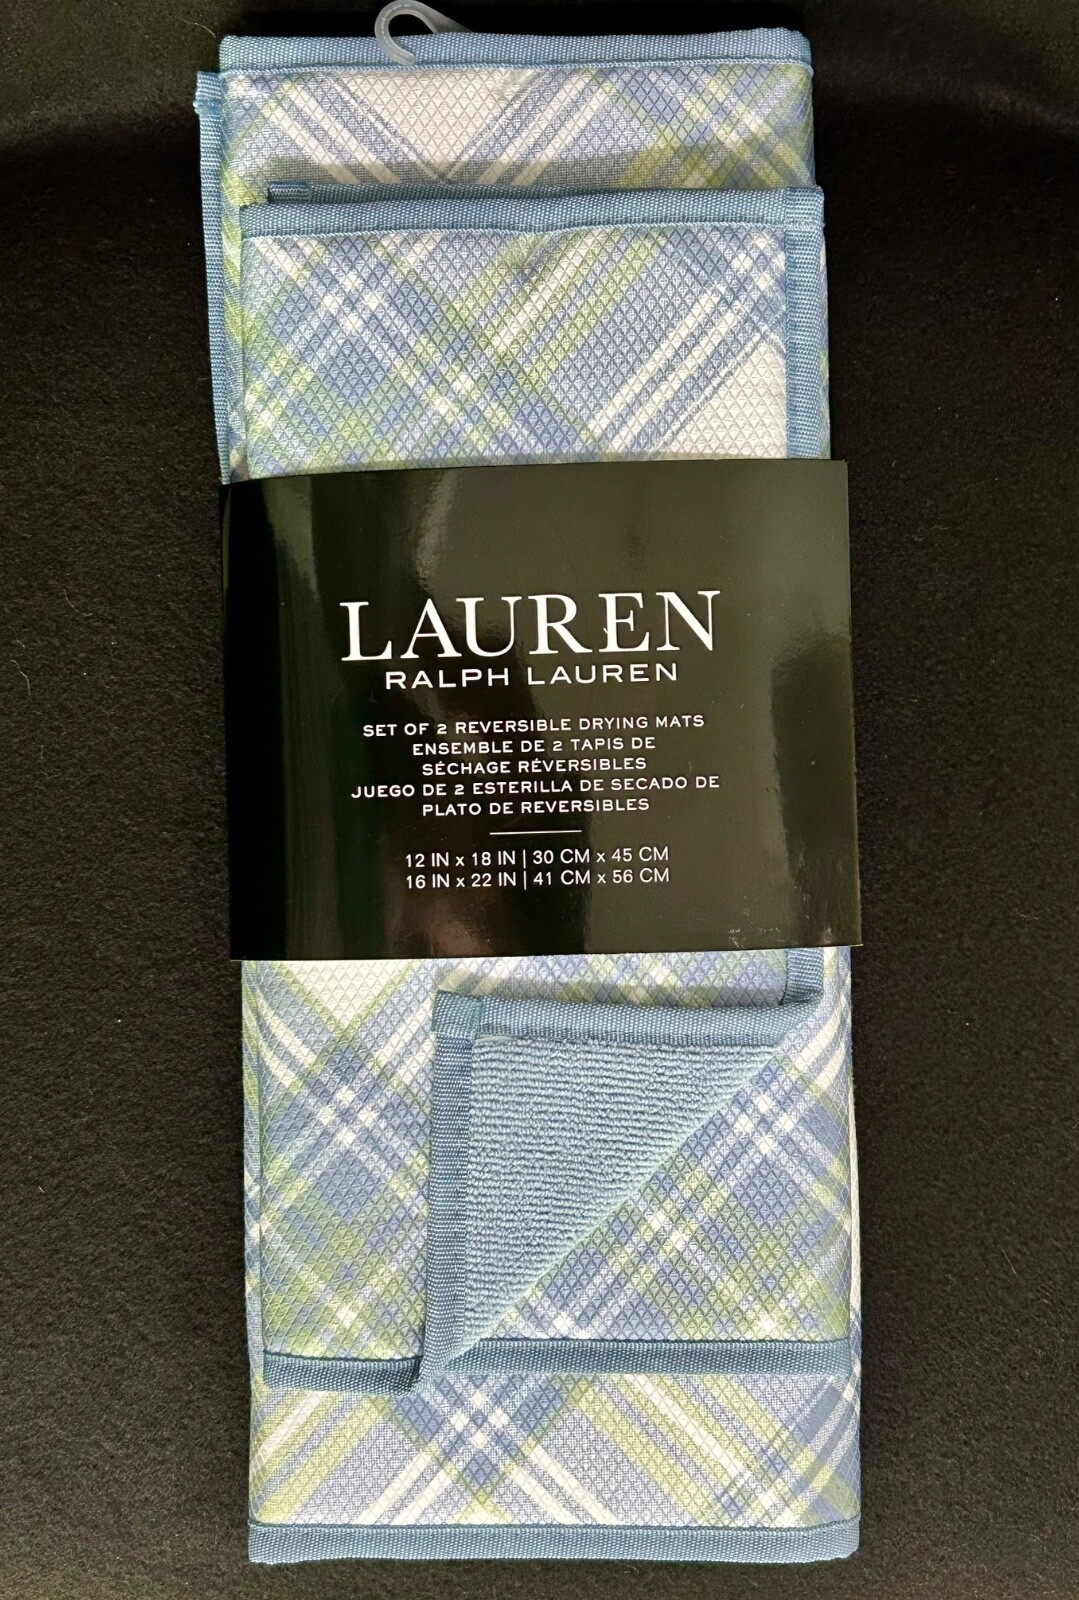 LAUREN
RALPH LAUREN
SET OF 2 REVERSIBLE DRYING MATS
ENSEMBLE DE 2 TAPIS DE
SÉCHAGE RÉVERSIBLES
JUEGO DE 2 ESTERILLA DE SECADO DE
PLATO DE REVERSIBLES
12 IN x 18 IN | 30 CM x 45 CM
16 IN x 22 IN | 41 CM x 56 CM